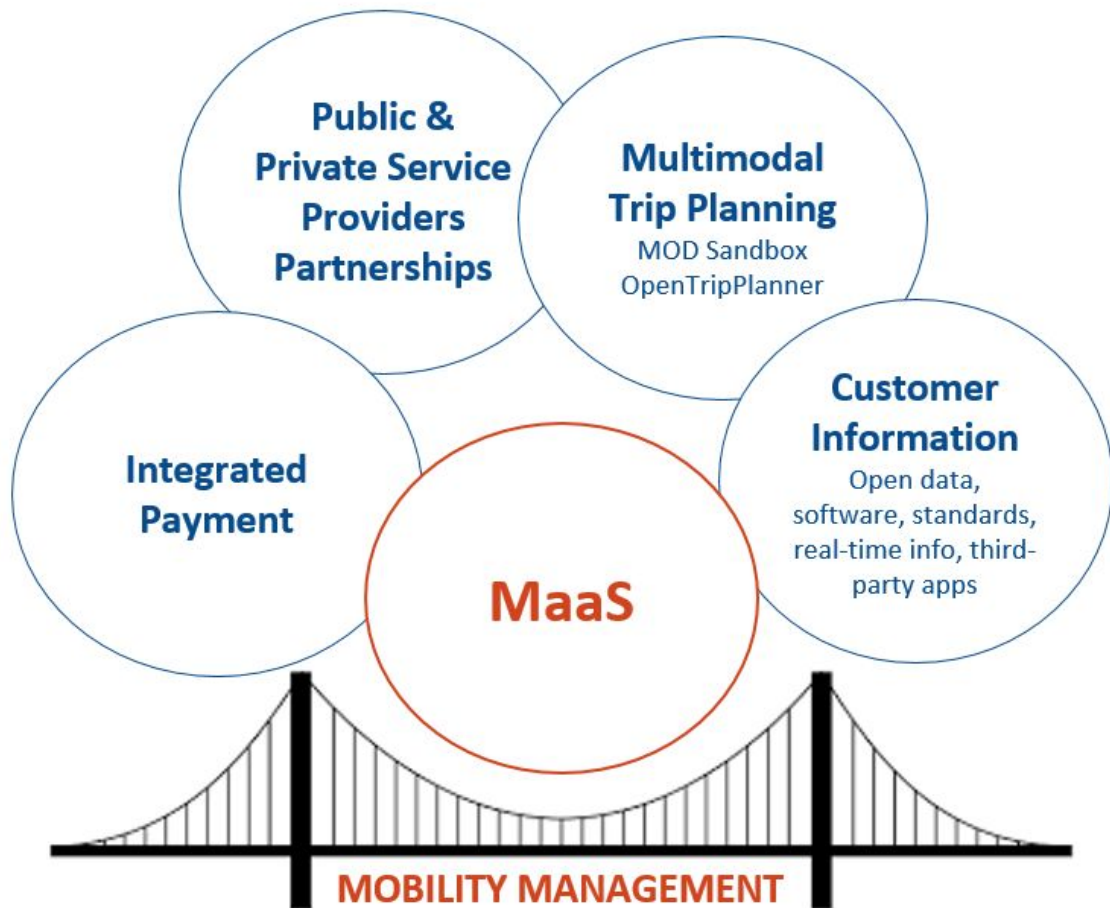 Public &
Private Service
Providers
Partnerships
Multimodal
Trip Planning
MOD Sandbox
OpenTripPlanner
Integrated
Payment
Customer
Information
Open data,
software, standards,
real-time info, third-
party apps
MaaS
MOBILITY MANAGEMENT